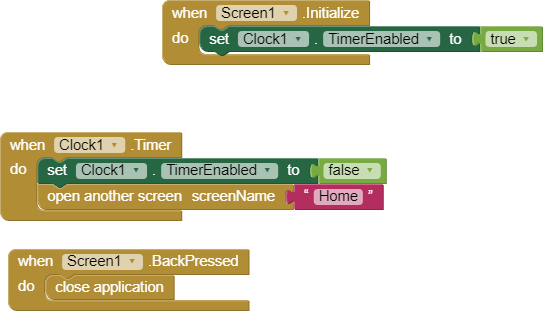 when Screen1 .Initialize
do set Clock1 . TimerEnabled to true
when Clock1 .Timer
do set Clock1 . TimerEnabled to false
open another screen screenName “ Home ”
when Screen1 .BackPressed
do close application